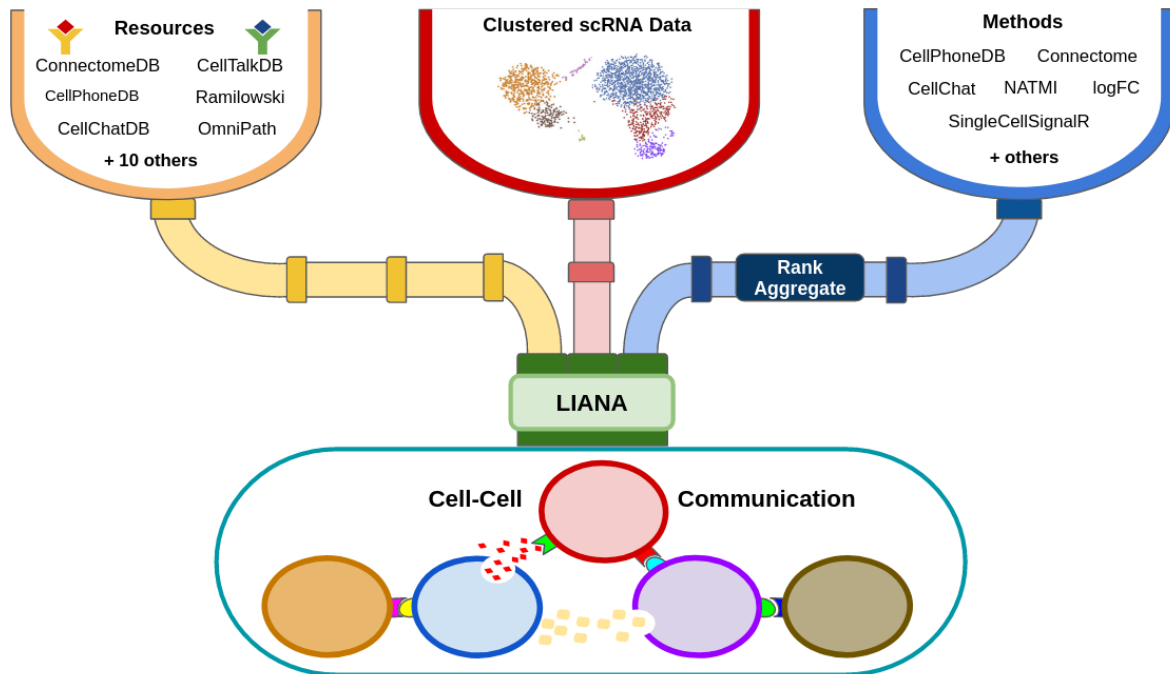 Resources
ConnectomeDB
CellTalkDB
CellPhoneDB
Ramilowski
CellChatDB
OmniPath
+ 10 others
Clustered scRNA Data
Methods
CellPhoneDB
Connectome
CellChat
NATMI
logFC
SingleCellSignalR
+ others
Rank
Aggregate
LIANA
Cell-Cell
Communication